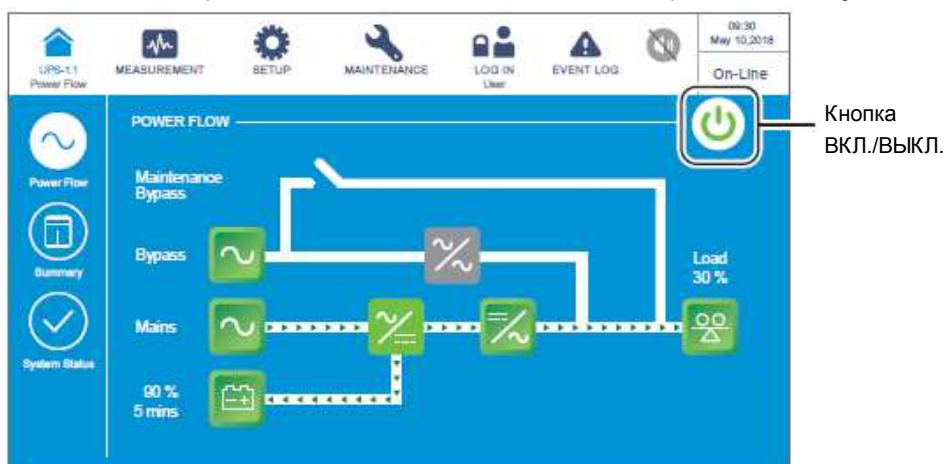 UPS-1.1
Power Flow
MEASUREMENT
SETUP
MAINTENANCE
LOG IN
User
EVENT LOG
09:30
May 10,2018
On-Line
POWER FLOW
Кнопка
ВКЛ./ВЫКЛ.
Power Flow
Maintenance
Bypass
Bypass
Load
30 %
Summary
Mains
System Status
90 %
5 mins